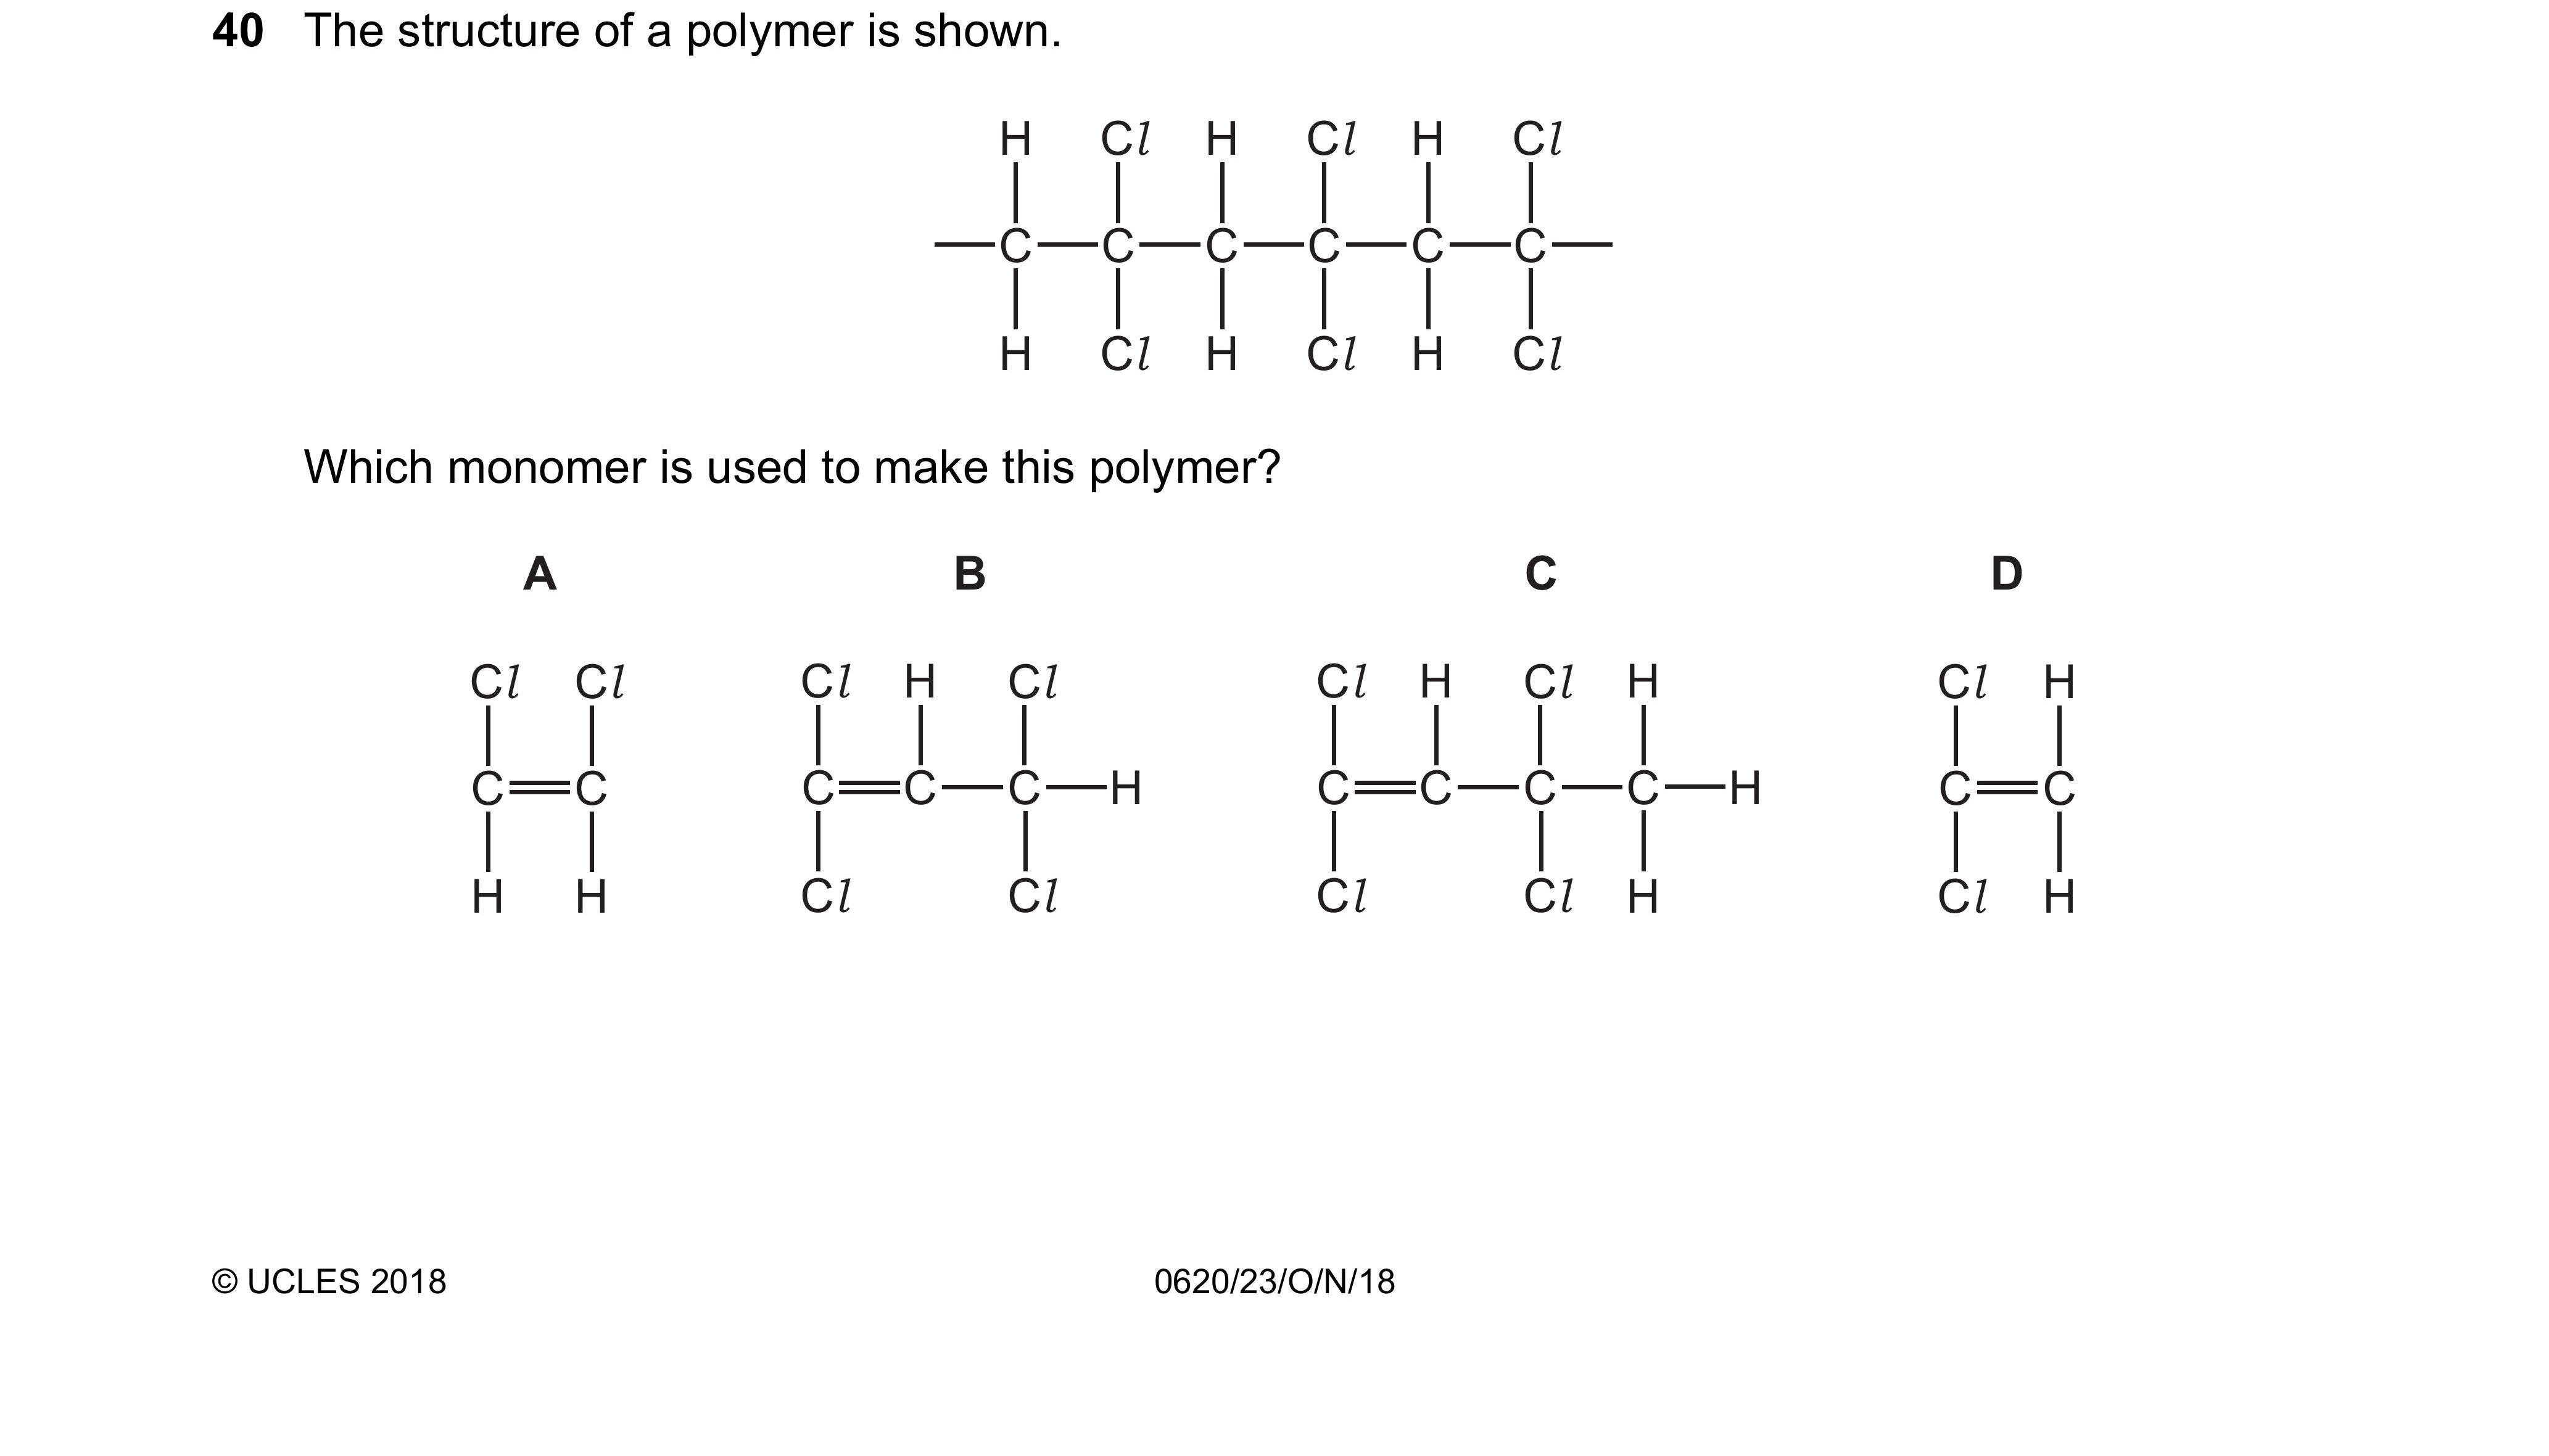 40 The structure of a polymer is shown.
H Cl H Cl H Cl
C C C C C C
H Cl H Cl H Cl
Which monomer is used to make this polymer?
A B C D
Cl Cl Cl H Cl Cl H Cl H Cl H
C C C C C H C C C C H C C
H H Cl Cl Cl Cl H Cl H
© UCLES 2018 0620/23/O/N/18